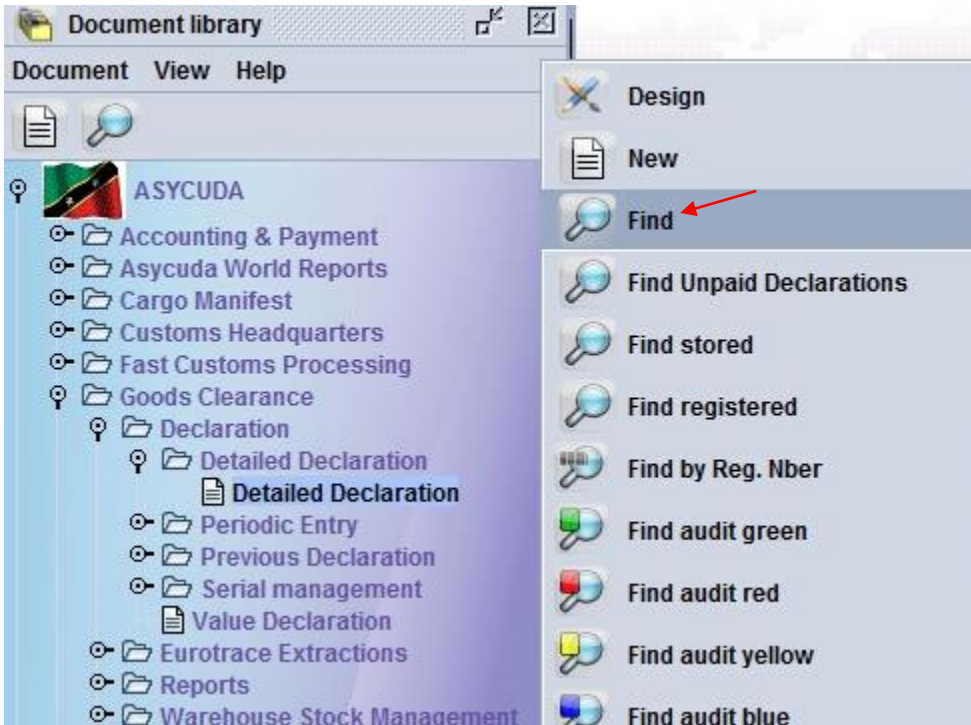 Document library
Document View Help
ASYCUDA
Accounting & Payment
Asycuda World Reports
Cargo Manifest
Customs Headquarters
Fast Customs Processing
Goods Clearance
Declaration
Detailed Declaration
Detailed Declaration
Periodic Entry
Previous Declaration
Serial management
Value Declaration
Eurotrace Extractions
Reports
Warehouse Stock Management
Design
New
Find
Find Unpaid Declarations
Find stored
Find registered
Find by Reg. Nber
Find audit green
Find audit red
Find audit yellow
Find audit blue